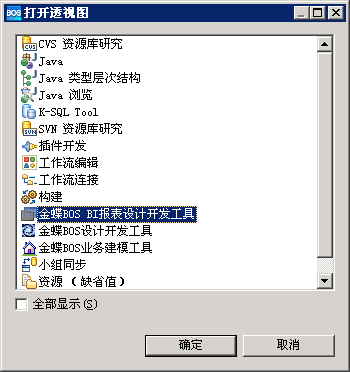 BOS 打开透视图
CVS 资源库研究
Java
Java 类型层次结构
Java 浏览
K-SQL Tool
SVN 资源库研究
插件开发
工作流编辑
工作流连接
构建
金蝶BOS BI报表设计开发工具
金蝶BOS设计开发工具
金蝶BOS业务建模工具
小组同步
资源 （缺省值）
全部显示(S)
确定 取消